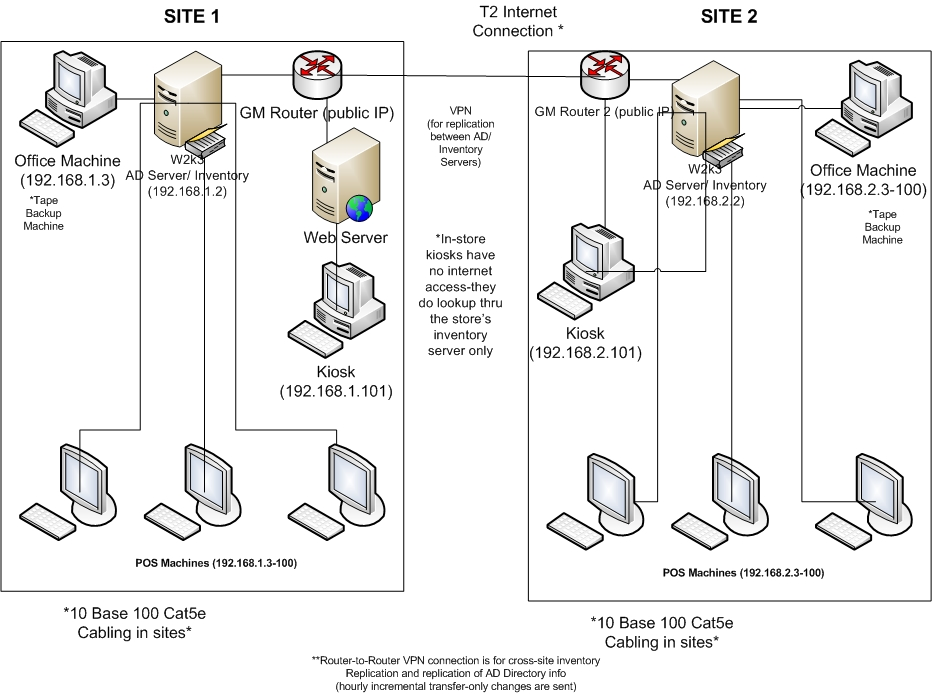 SITE 1
T2 Internet
Connection *
SITE 2
GM Router (public IP)
GM Router 2 (public IP)
Office Machine
(192.168.1.3)
*Tape
Backup
Machine
W2k3
AD Server/ Inventory
(192.168.1.2)
Web Server
Kiosk
(192.168.1.101)
POS Machines (192.168.1.3-100)
*10 Base 100 Cat5e
Cabling in sites*
VPN
(for replication
between AD/
Inventory
Servers)
*In-store
kiosks have
no internet
access-they
do lookup thru
the store's
inventory
server only
W2k3
AD Server/ Inventory
(192.168.2.2)
Office Machine
(192.168.2.3-100)
*Tape
Backup
Machine
Kiosk
(192.168.2.101)
POS Machines (192.168.2.3-100)
*10 Base 100 Cat5e
Cabling in sites*
**Router-to-Router VPN connection is for cross-site inventory
Replication and replication of AD Directory info
(hourly incremental transfer-only changes are sent)